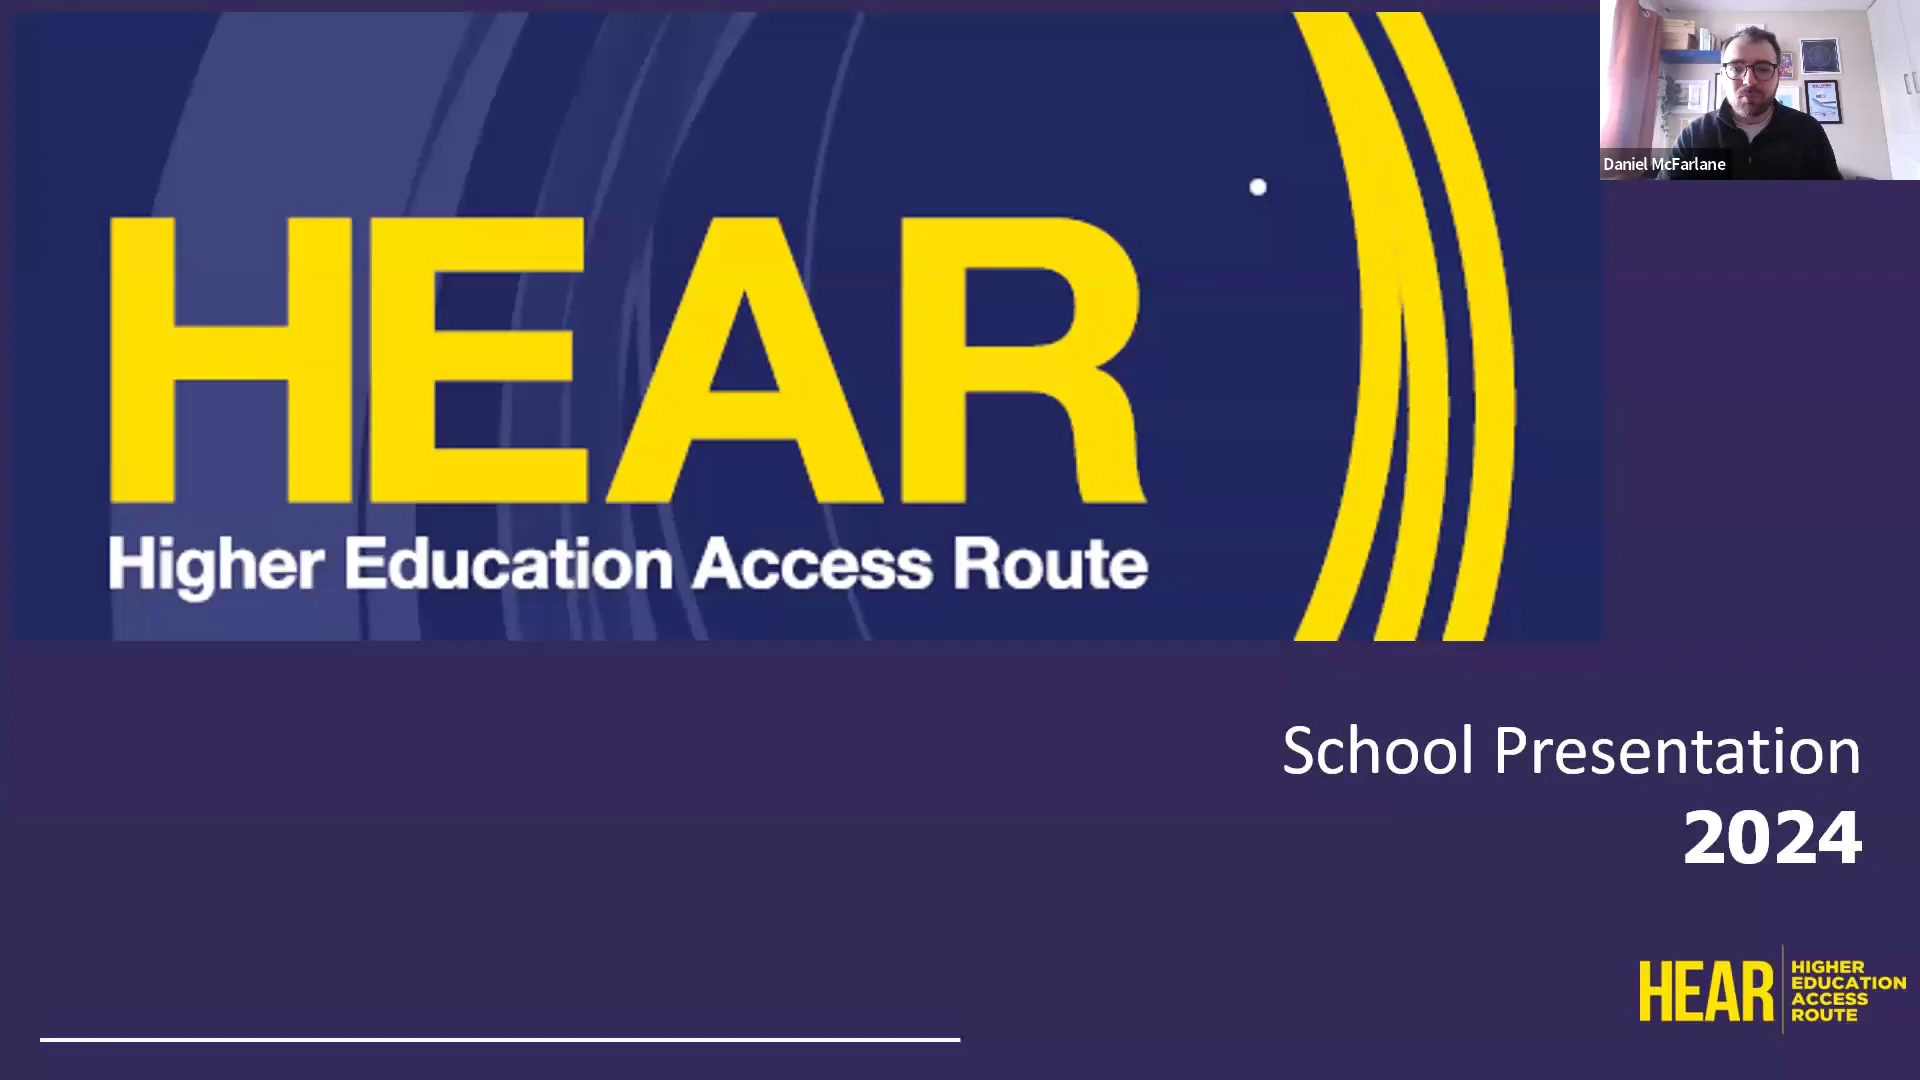 HEAR
Higher Education Access Route
Daniel McFarlane
School Presentation
2024
HEAR
HIGHER
EDUCATION
ACCESS
ROUTE